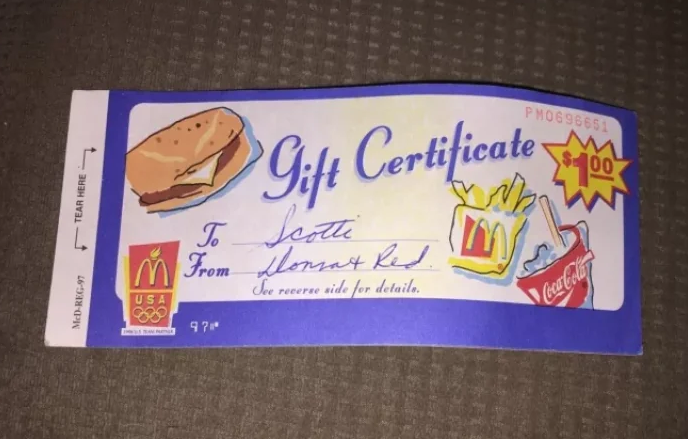 PM0696651
Gift Certificate
$1.00
To Scotti
From Donna & Red.
See reverse side for details.
TEAR HERE
McD-REG-97
M
USA
97
M
Coca-Cola